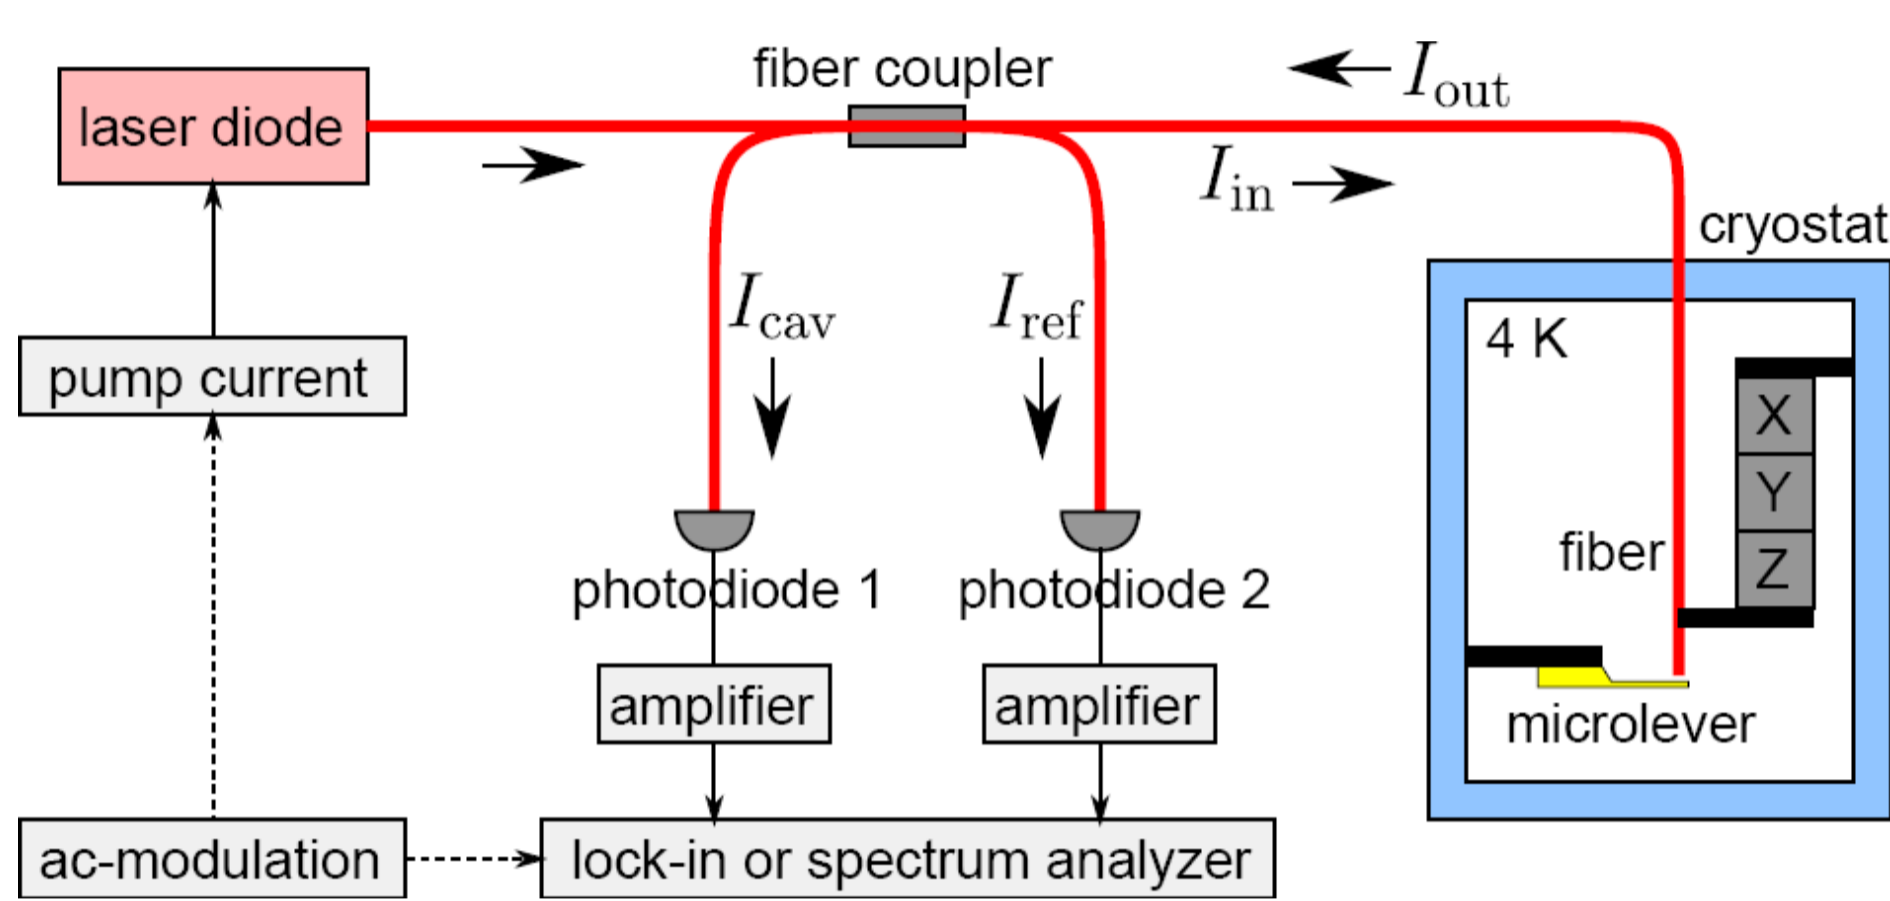 fiber coupler
I_out
laser diode
I_in
cryostat
I_cav
I_ref
4 K
pump current
X
Y
Z
fiber
photodiode 1
photodiode 2
amplifier
amplifier
microlever
ac-modulation
lock-in or spectrum analyzer